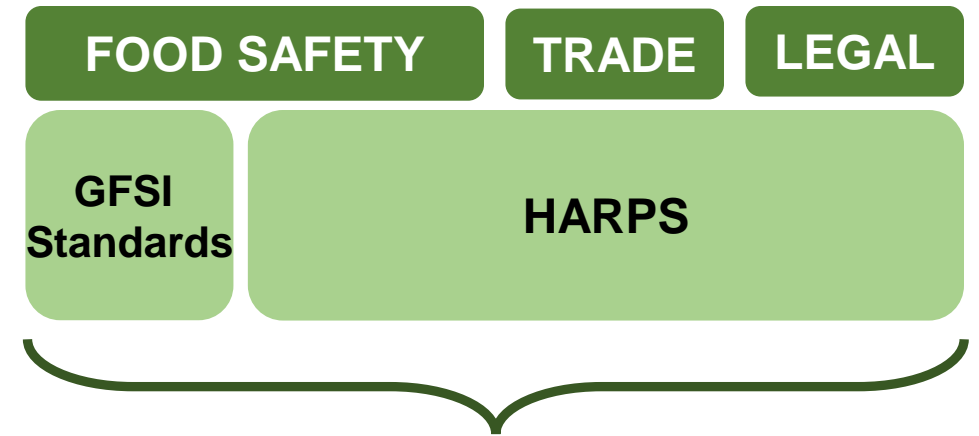 FOOD SAFETY
TRADE
LEGAL
GFSI
Standards
HARPS